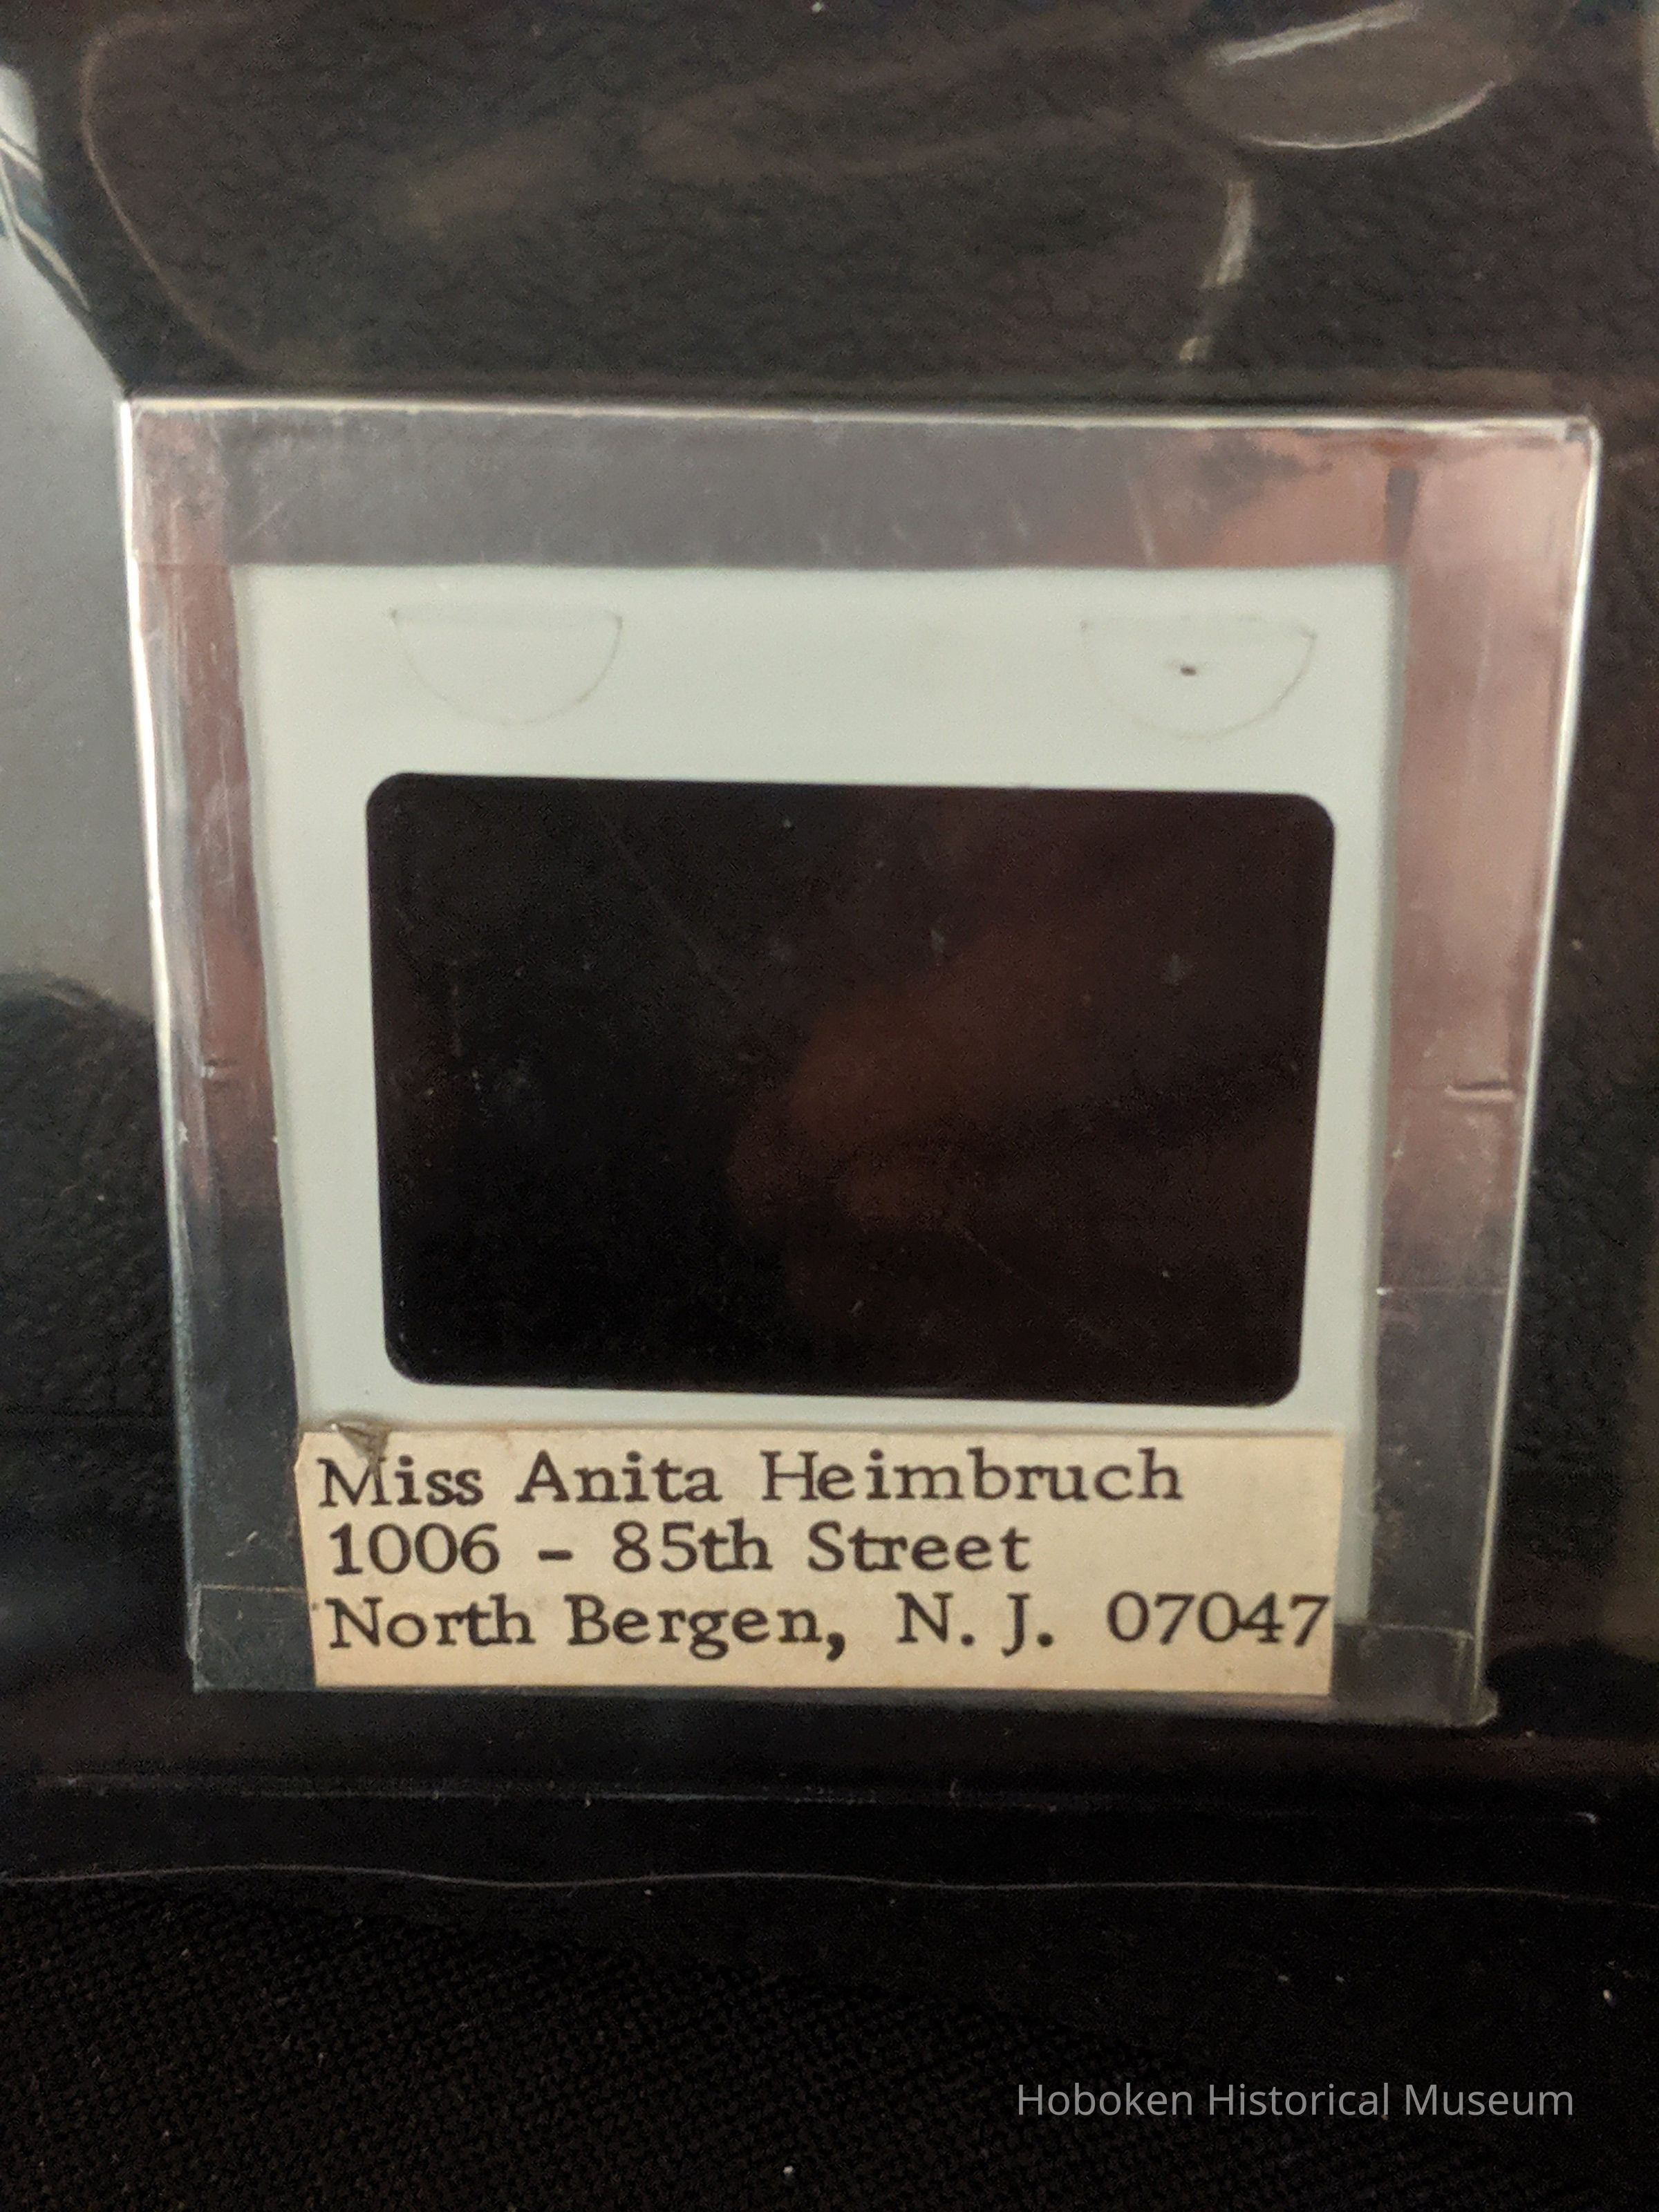 Miss Anita Heimbruch
1006 - 85th Street
North Bergen, N. J. 07047
Hoboken Historical Museum